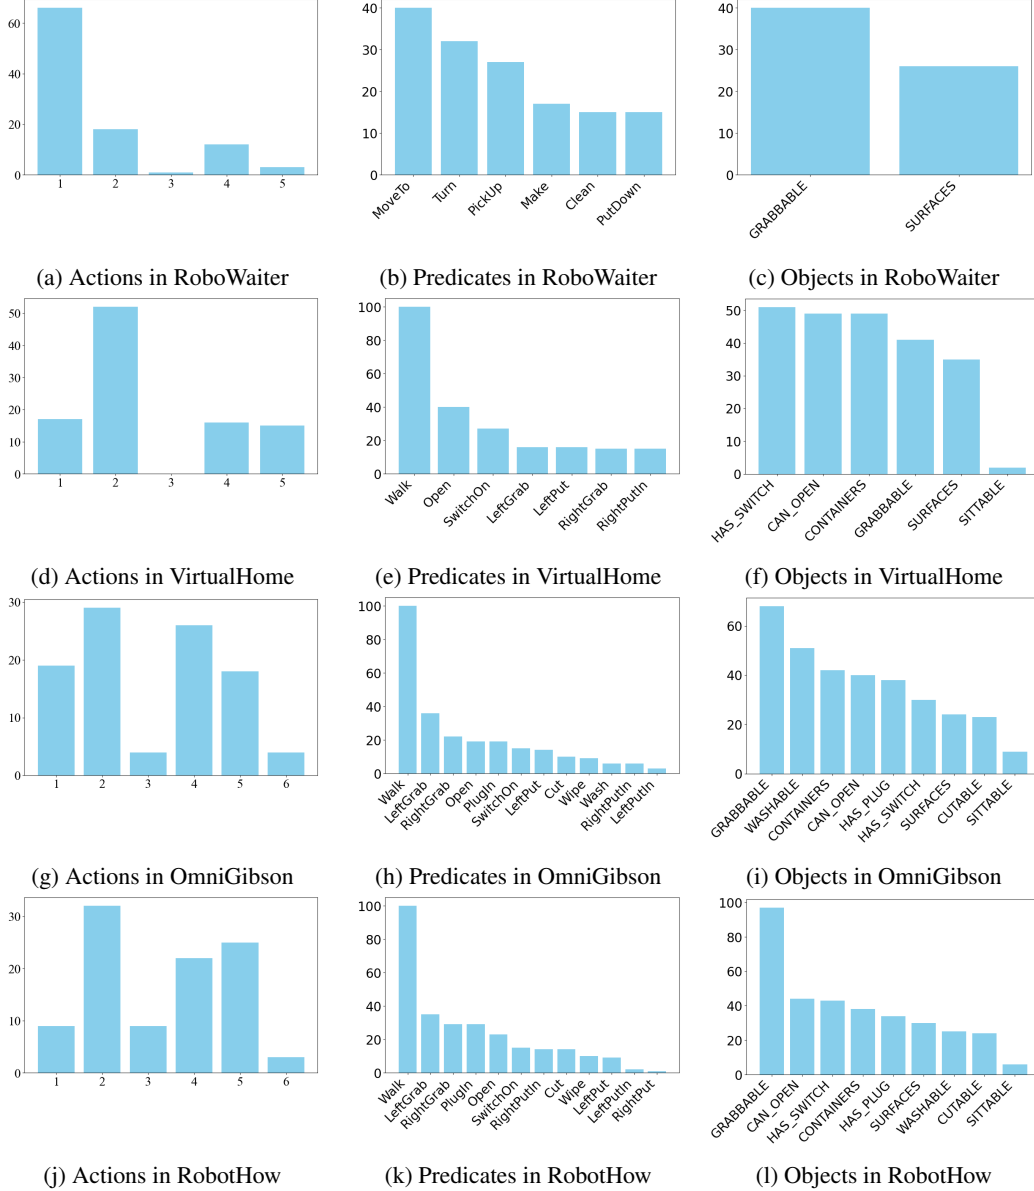 60
40
20
0
1 2 3 4 5
40
30
20
10
0
MoveTo Turn PickUp Make Clean PutDown
40
30
20
10
0
GRABBABLE SURFACES
(a) Actions in RoboWaiter
(b) Predicates in RoboWaiter
(c) Objects in RoboWaiter
50
40
30
20
10
0
1 2 3 4 5
100
80
60
40
20
0
Walk Open SwitchOn LeftGrab LeftPut RightGrab RightPutIn
50
40
30
20
10
0
HAS_SWITCH CAN_OPEN CONTAINERS GRABBABLE SURFACES SITTABLE
(d) Actions in VirtualHome
(e) Predicates in VirtualHome
(f) Objects in VirtualHome
30
20
10
0
1 2 3 4 5 6
100
80
60
40
20
0
Walk LeftGrab RightGrab Open PlugIn SwitchOn LeftPut Cut Wipe Wash RightPutIn LeftPutIn
60
40
20
0
GRABBABLE WASHABLE CONTAINERS CAN_OPEN HAS_PLUG HAS_SWITCH SURFACES CUTABLE SITTABLE
(g) Actions in OmniGibson
(h) Predicates in OmniGibson
(i) Objects in OmniGibson
30
20
10
0
1 2 3 4 5 6
100
80
60
40
20
0
Walk LeftGrab RightGrab PlugIn Open SwitchOn RightPutIn Cut Wipe LeftPut LeftPutIn RightPut
100
80
60
40
20
0
GRABBABLE CAN_OPEN HAS_SWITCH CONTAINERS HAS_PLUG SURFACES WASHABLE CUTABLE SITTABLE
(j) Actions in RobotHow
(k) Predicates in RobotHow
(l) Objects in RobotHow